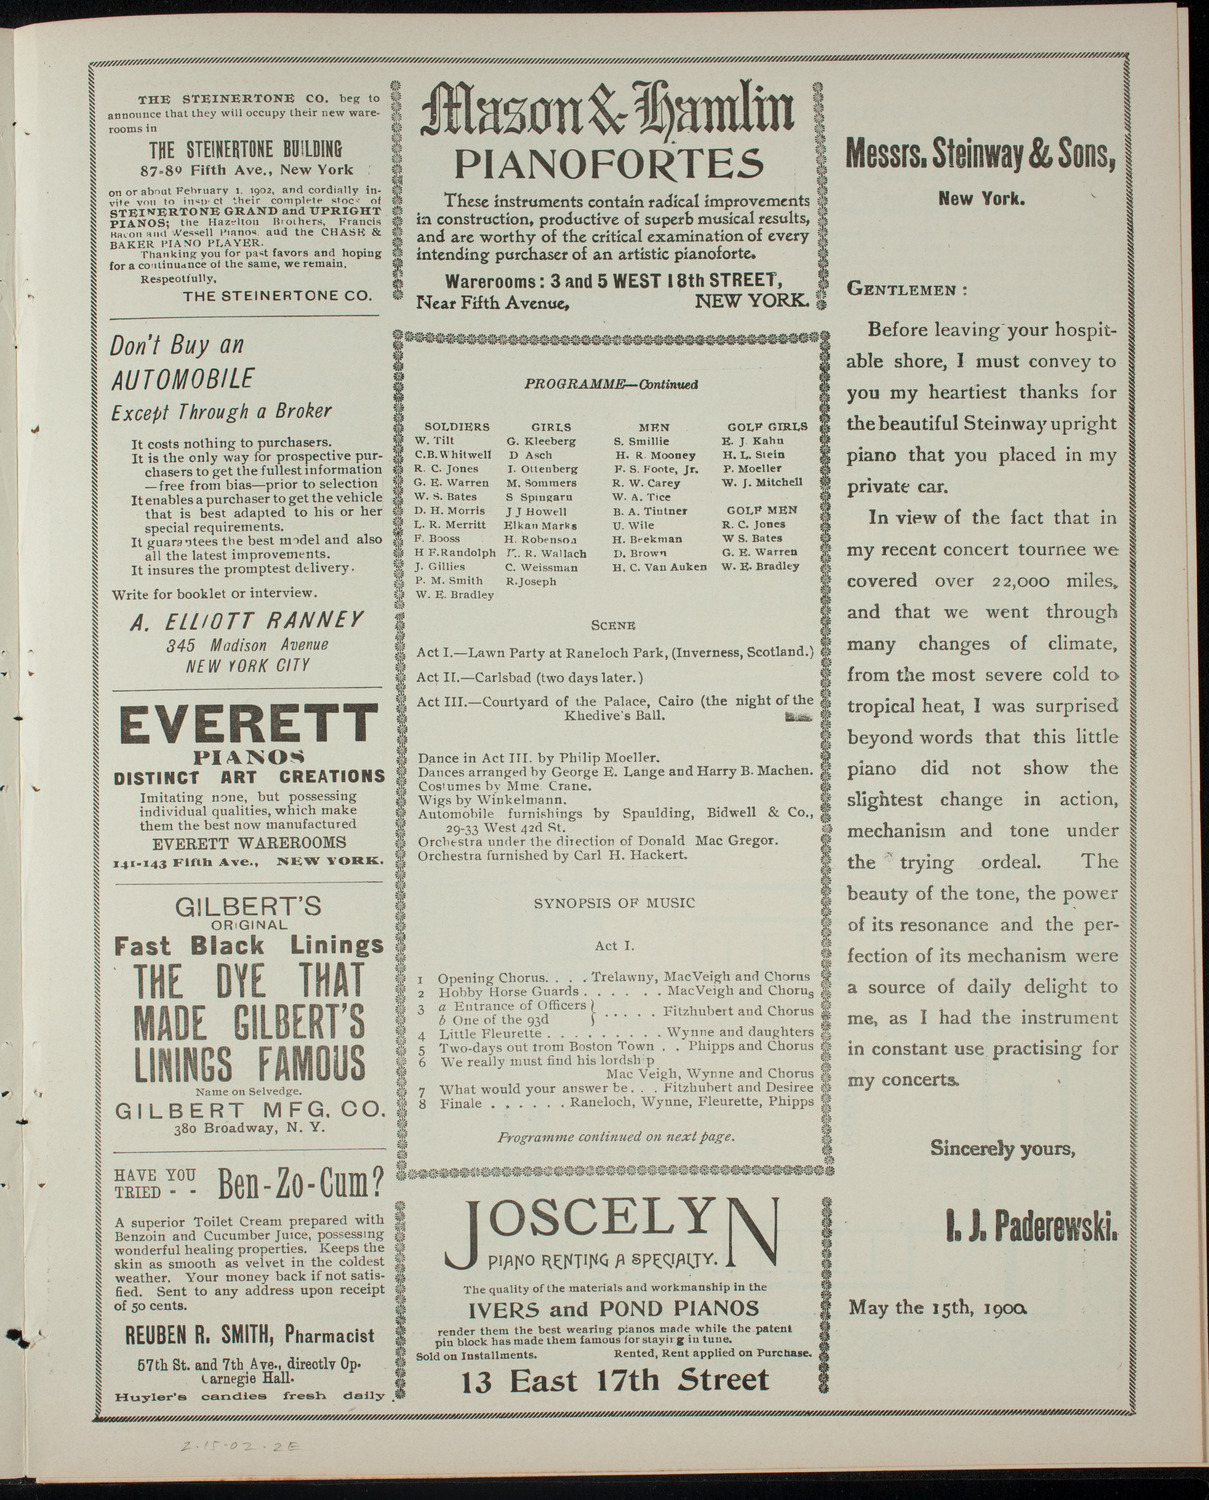 THE STEINERTONE CO. beg to
announce that they will occupy their new ware-
rooms in
THE STEINERTONE BUILDING
87-89 Fifth Ave., New York
on or about February 1, 1902, and cordially in-
vite you to inspect their complete stock of
STEINERTONE GRAND and UPRIGHT
PIANOS; the Hazelton Brothers, Francis
Bacon and Wessell Pianos and the CHASE &
BAKER PIANO PLAYER.
Thanking you for past favors and hoping
for a continuance of the same, we remain,
Respectfully,
THE STEINERTONE CO.
Don't Buy an
AUTOMOBILE
Except Through a Broker
It costs nothing to purchasers.
It is the only way for prospective pur-
chasers to get the fullest information
—free from bias—prior to selection
It enables a purchaser to get the vehicle
that is best adapted to his or her
special requirements.
It guarantees the best model and also
all the latest improvements.
It insures the promptest delivery.
Write for booklet or interview.
A. ELLIOTT RANNEY
345 Madison Avenue
NEW YORK CITY
EVERETT
PIANOS
DISTINCT ART CREATIONS
Imitating none, but possessing
individual qualities, which make
them the best now manufactured
EVERETT WAREROOMS
141-143 Fifth Ave., NEW YORK.
GILBERT'S
ORIGINAL
Fast Black Linings
THE DYE THAT
MADE GILBERT'S
LININGS FAMOUS
Name on Selvedge.
GILBERT MFG. CO.
380 Broadway, N. Y.
HAVE YOU
TRIED - - Ben-Zo-Cum?
A superior Toilet Cream prepared with
Benzoin and Cucumber Juice, possessing
wonderful healing properties. Keeps the
skin as smooth as velvet in the coldest
weather. Your money back if not satis-
fied. Sent to any address upon receipt
of 50 cents.
REUBEN R. SMITH, Pharmacist
57th St. and 7th Ave., directly Op.
Carnegie Hall.
Huyler's candies fresh daily
Mason & Hamlin
PIANOFORTES
These instruments contain radical improvements
in construction, productive of superb musical results,
and are worthy of the critical examination of every
intending purchaser of an artistic pianoforte.
Warerooms: 3 and 5 WEST 18th STREET,
Near Fifth Avenue, NEW YORK.
PROGRAMME—Continued
SOLDIERS GIRLS MEN GOLF GIRLS
W. Tilt G. Kleeberg S. Smillie E. J. Kahn
C.B.Whitwell D Asch H. R. Mooney H. L. Stein
R. C. Jones I. Ottenberg F. S. Foote, Jr. P. Moeller
G. E. Warren M. Sommers R. W. Carey W. J. Mitchell
W. S. Bates S Spingarn W. A. Tice
D. H. Morris J J Howell B. A. Tintner GOLF MEN
L. R. Merritt Elkan Marks U. Wile R. C. Jones
F. Booss H. Robenson H. Beekman W S. Bates
H F.Randolph R. Wallach D. Brown G. E. Warren
J. Gillies C. Weissman H. C. Van Auken W. E. Bradley
P. M. Smith R.Joseph
W. E. Bradley
SCENE
Act I.—Lawn Party at Raneloch Park, (Inverness, Scotland.)
Act II.—Carlsbad (two days later.)
Act III.—Courtyard of the Palace, Cairo (the night of the
Khedive's Ball.
Dance in Act III. by Philip Moeller.
Dances arranged by George E. Lange and Harry B. Machen.
Costumes by Mme. Crane.
Wigs by Winkelmann.
Automobile furnishings by Spaulding, Bidwell & Co.,
29-33 West 42d St.
Orchestra under the direction of Donald Mac Gregor.
Orchestra furnished by Carl H. Hackert.
SYNOPSIS OF MUSIC
Act I.
1 Opening Chorus. . . . Trelawny, MacVeigh and Chorus
2 Hobby Horse Guards . . . . . . MacVeigh and Chorus
3 a Entrance of Officers } . . . . . Fitzhubert and Chorus
b One of the 93d }
4 Little Fleurette . . . . . . . . Wynne and daughters
5 Two-days out from Boston Town . . Phipps and Chorus
6 We really must find his lordship
Mac Veigh, Wynne and Chorus
7 What would your answer be. . . Fitzhubert and Desiree
8 Finale . . . . . . Raneloch, Wynne, Fleurette, Phipps
Programme continued on next page.
JOSCELYN
PIANO RENTING A SPECIALTY.
The quality of the materials and workmanship in the
IVERS and POND PIANOS
render them the best wearing pianos made while the patent
pin block has made them famous for staying in tune.
Sold on Installments. Rented, Rent applied on Purchase.
13 East 17th Street
Messrs. Steinway & Sons,
New York.
GENTLEMEN:
Before leaving your hospit-
able shore, I must convey to
you my heartiest thanks for
the beautiful Steinway upright
piano that you placed in my
private car.
In view of the fact that in
my recent concert tournee we
covered over 22,000 miles,
and that we went through
many changes of climate,
from the most severe cold to
tropical heat, I was surprised
beyond words that this little
piano did not show the
slightest change in action,
mechanism and tone under
the trying ordeal. The
beauty of the tone, the power
of its resonance and the per-
fection of its mechanism were
a source of daily delight to
me, as I had the instrument
in constant use practising for
my concerts.
Sincerely yours,
I. J. Paderewski.
May the 15th, 1900.
2.15.02.2E